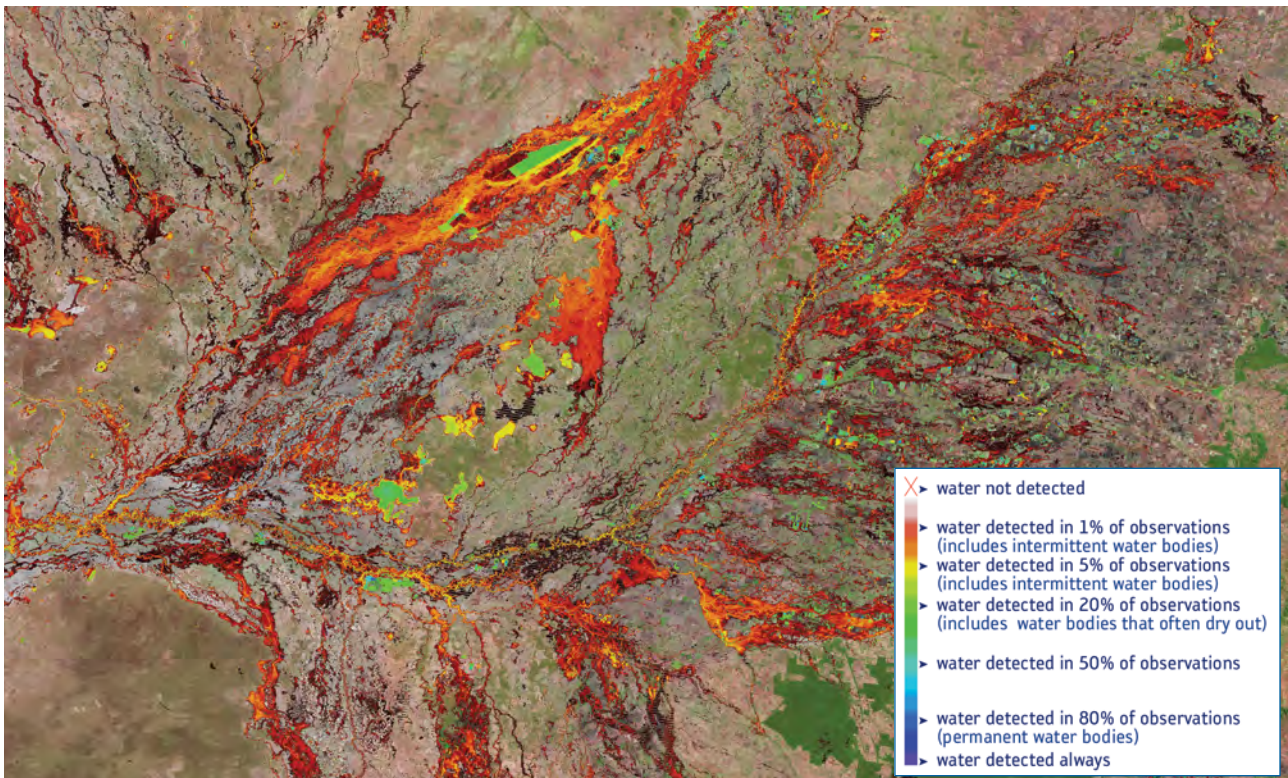 water not detected
water detected in 1% of observations
(includes intermittent water bodies)
water detected in 5% of observations
(includes intermittent water bodies)
water detected in 20% of observations
(includes water bodies that often dry out)
water detected in 50% of observations
water detected in 80% of observations
(permanent water bodies)
water detected always